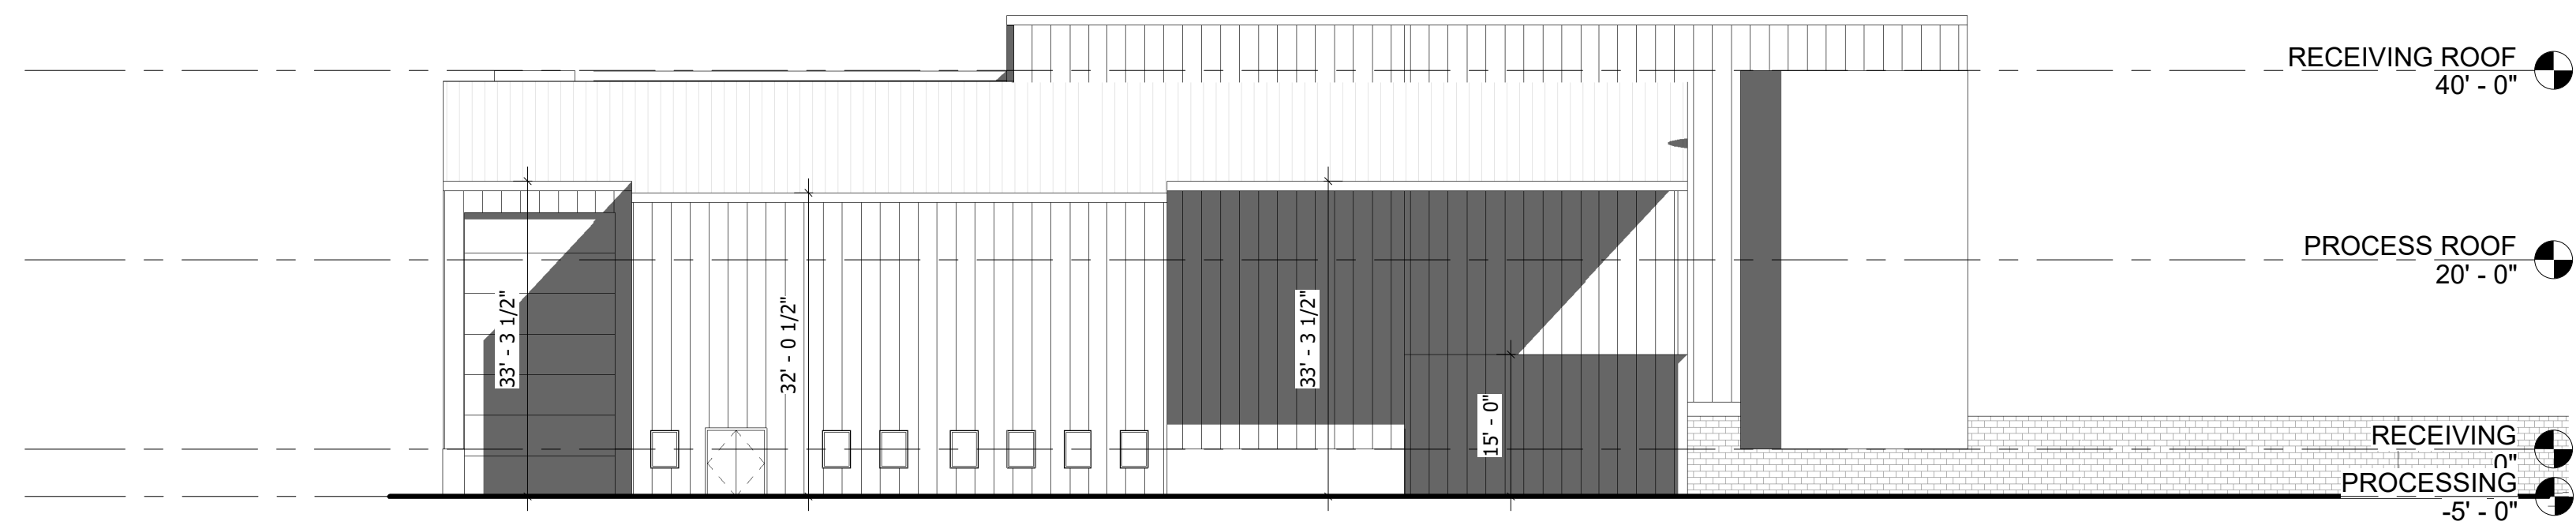 RECEIVING ROOF
40' - 0"
PROCESS ROOF
20' - 0"
33' - 3 1/2"
32' - 0 1/2"
33' - 3 1/2"
15' - 0"
RECEIVING
0"
PROCESSING
-5' - 0"